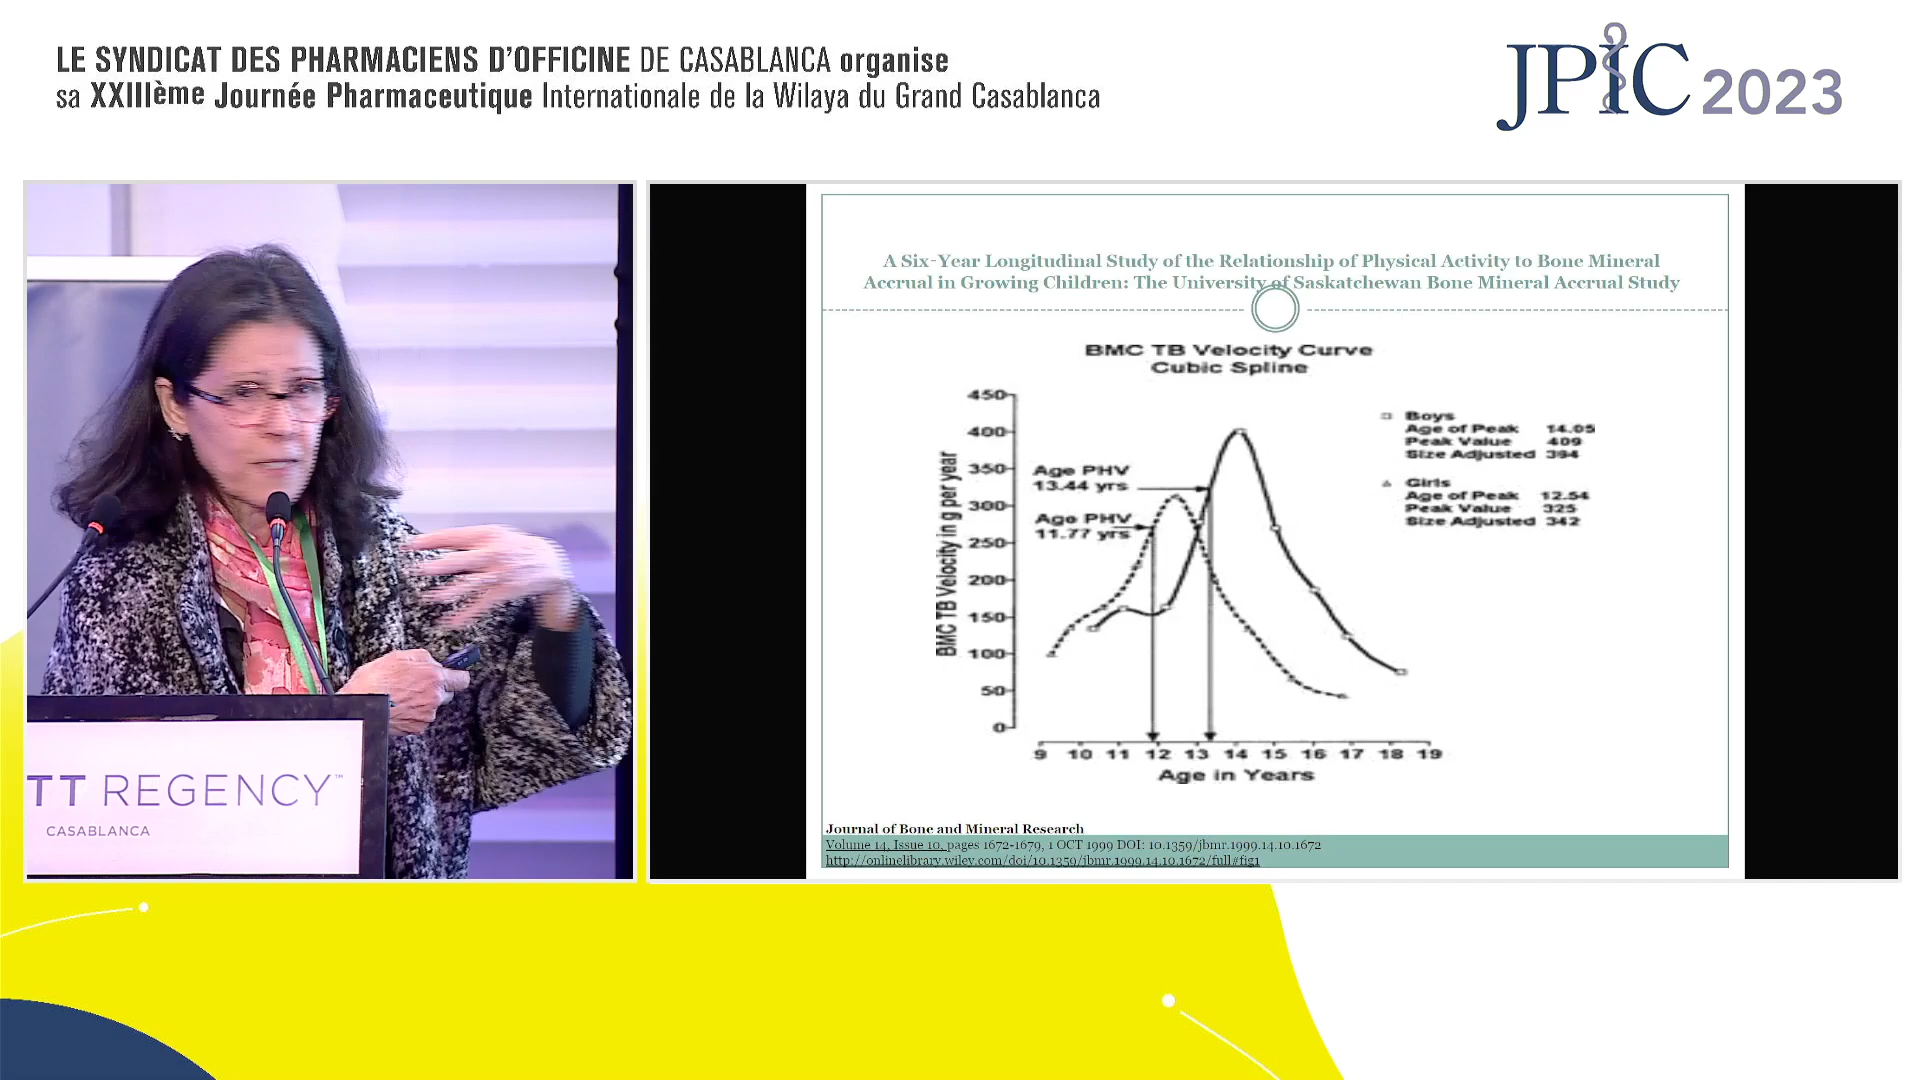 LE SYNDICAT DES PHARMACIENS D'OFFICINE DE CASABLANCA organise
sa XXIIIème Journée Pharmaceutique Internationale de la Wilaya du Grand Casablanca
JPIC 2023
TT REGENCY™
CASABLANCA
A Six-Year Longitudinal Study of the Relationship of Physical Activity to Bone Mineral
Accrual in Growing Children: The University of Saskatchewan Bone Mineral Accrual Study
BMC TB Velocity Curve
Cubic Spline
BMC TB Velocity in g per year
450
400
350
300
250
200
150
100
50
0
Age PHV
13.44 yrs
Age PHV
11.77 yrs
Boys
Age of Peak 14.05
Peak Value 409
Size Adjusted 394
Girls
Age of Peak 12.54
Peak Value 325
Size Adjusted 342
9 10 11 12 13 14 15 16 17 18 19
Age in Years
Journal of Bone and Mineral Research
Volume 14, Issue 10, pages 1672-1679, 1 OCT 1999 DOI: 10.1359/jbmr.1999.14.10.1672
http://onlinelibrary.wiley.com/doi/10.1359/jbmr.1999.14.10.1672/full#fig1